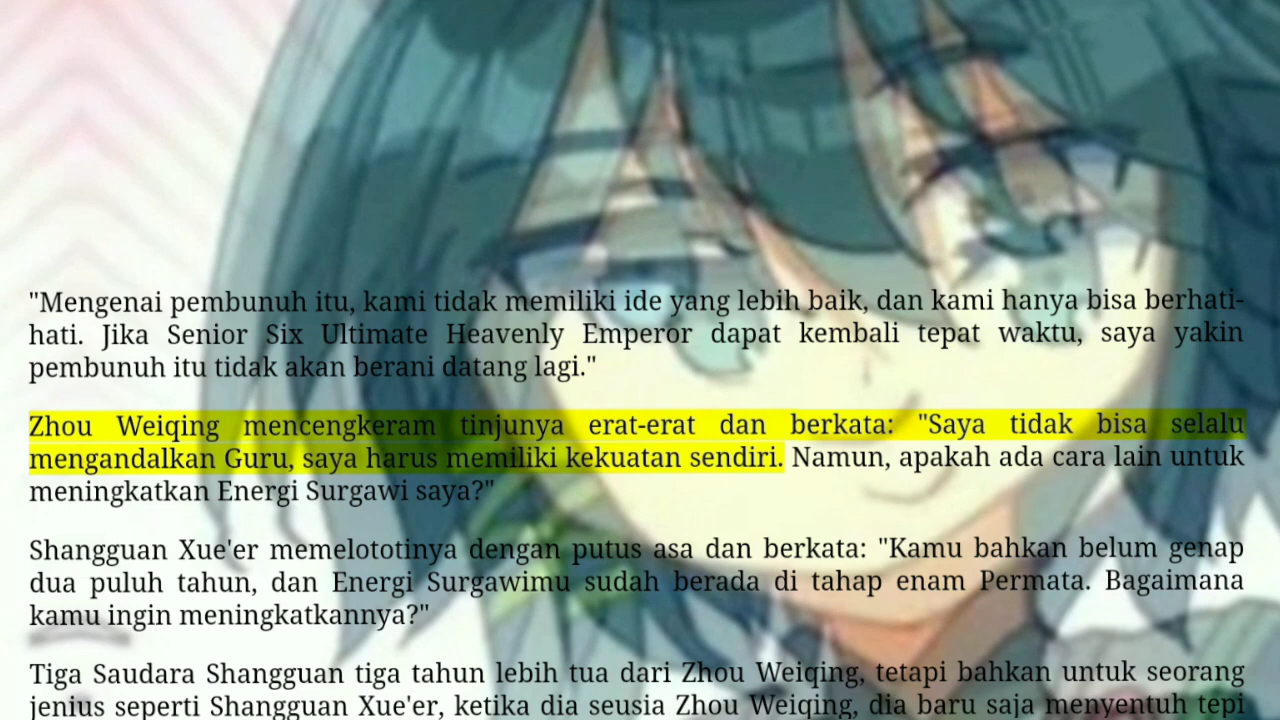 "Mengenai pembunuh itu, kami tidak memiliki ide yang lebih baik, dan kami hanya bisa berhati-
hati. Jika Senior Six Ultimate Heavenly Emperor dapat kembali tepat waktu, saya yakin
pembunuh itu tidak akan berani datang lagi."
Zhou Weiqing mencengkeram tinjunya erat-erat dan berkata: "Saya tidak bisa selalu
mengandalkan Guru, saya harus memiliki kekuatan sendiri. Namun, apakah ada cara lain untuk
meningkatkan Energi Surgawi saya?"
Shangguan Xue'er memelototinya dengan putus asa dan berkata: "Kamu bahkan belum genap
dua puluh tahun, dan Energi Surgawimu sudah berada di tahap enam Permata. Bagaimana
kamu ingin meningkatkannya?"
Tiga Saudara Shangguan tiga tahun lebih tua dari Zhou Weiqing, tetapi bahkan untuk seorang
jenius seperti Shangguan Xue'er, ketika dia seusia Zhou Weiqing, dia baru saja menyentuh tepi